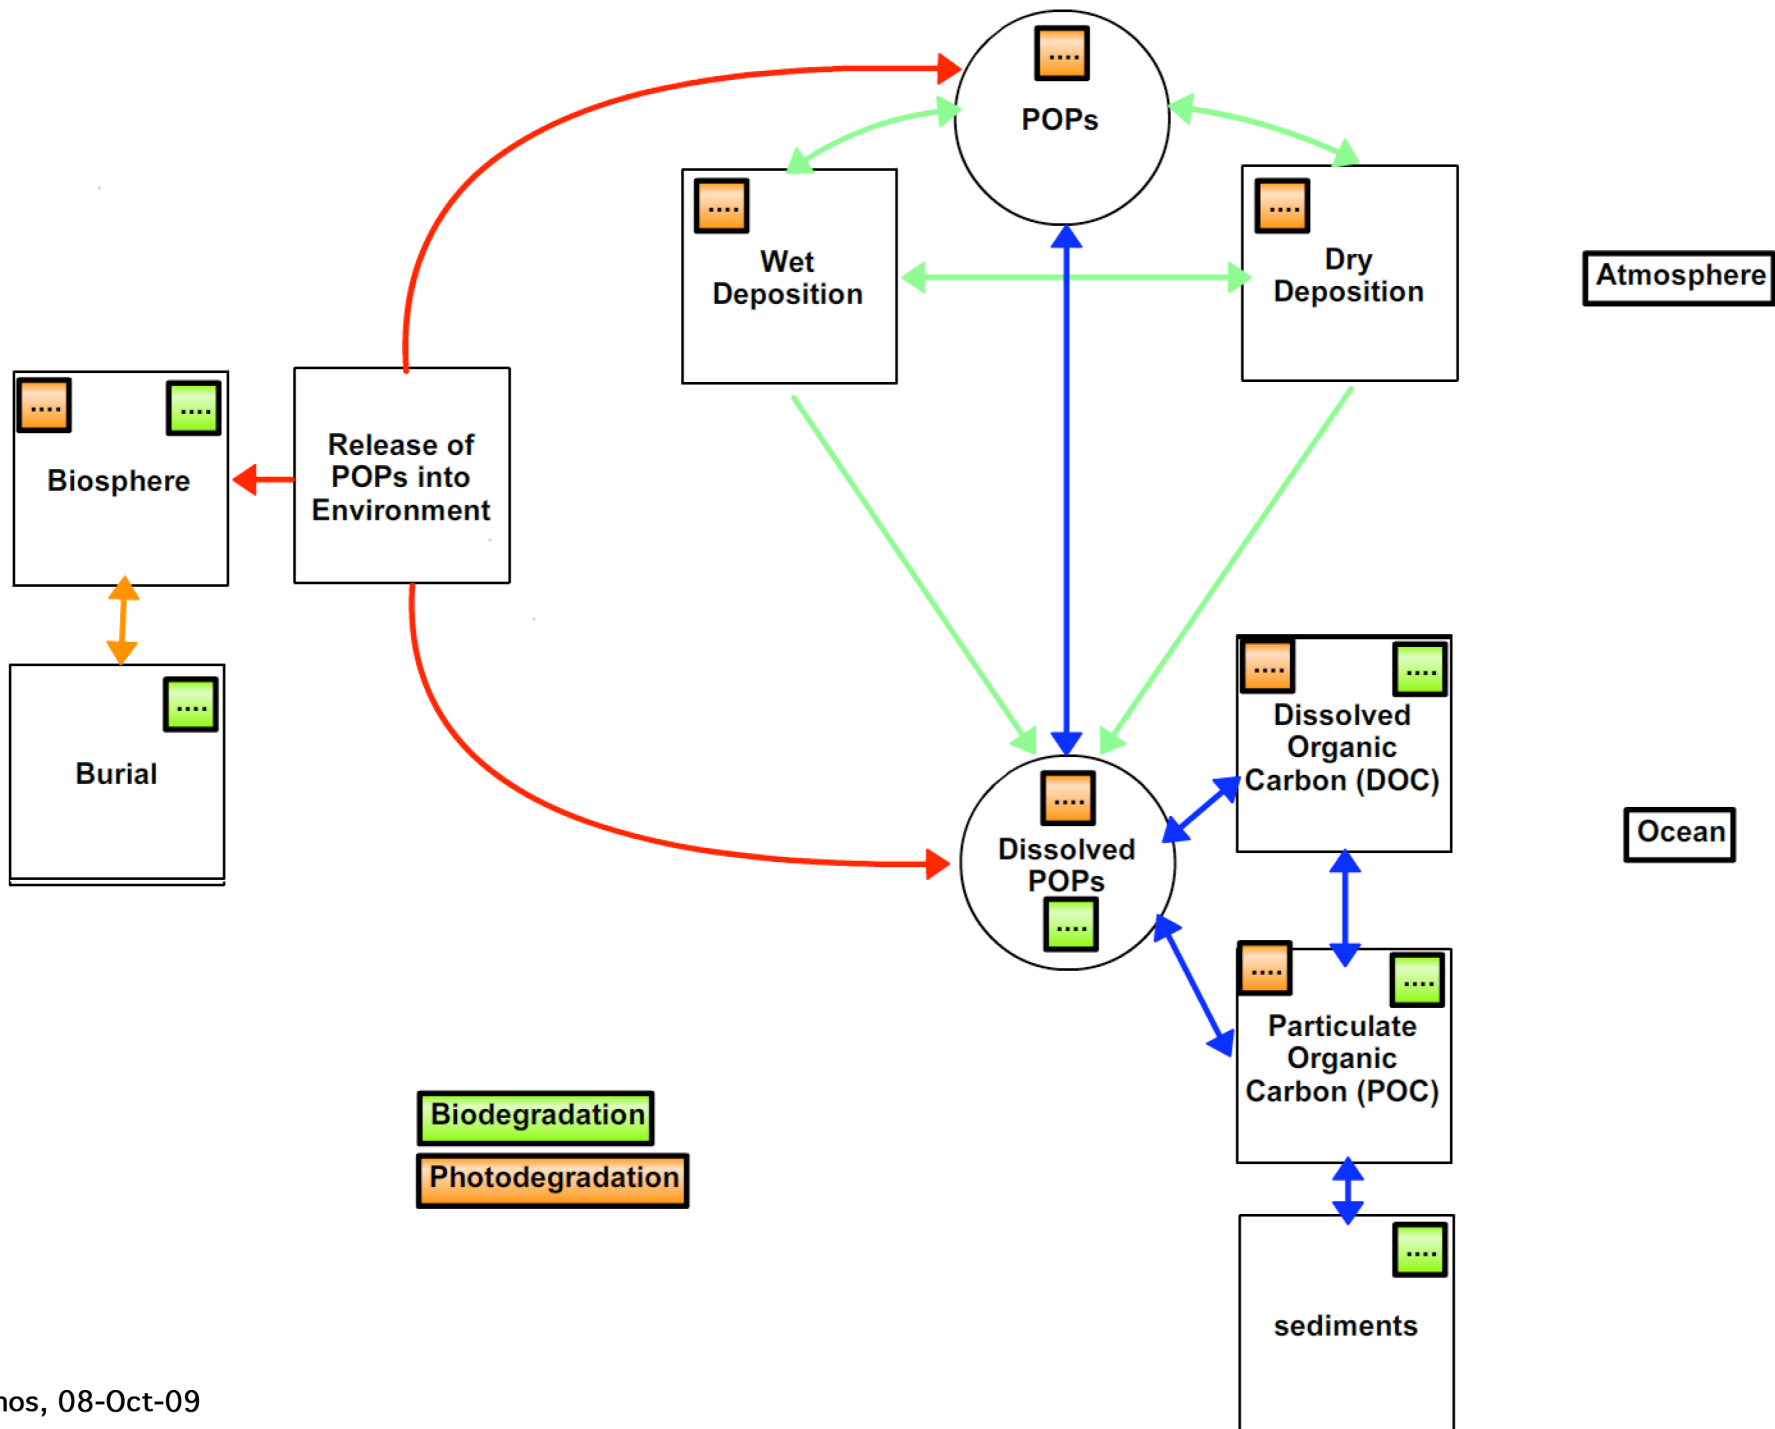 ....
POPs
....
Wet
Deposition
....
Dry
Deposition
Atmosphere
....
....
Biosphere
Release of
POPs into
Environment
....
Burial
....
....
Dissolved
Organic
Carbon (DOC)
....
Dissolved
POPs
....
Ocean
....
....
Particulate
Organic
Carbon (POC)
Biodegradation
Photodegradation
....
sediments
08-Oct-09